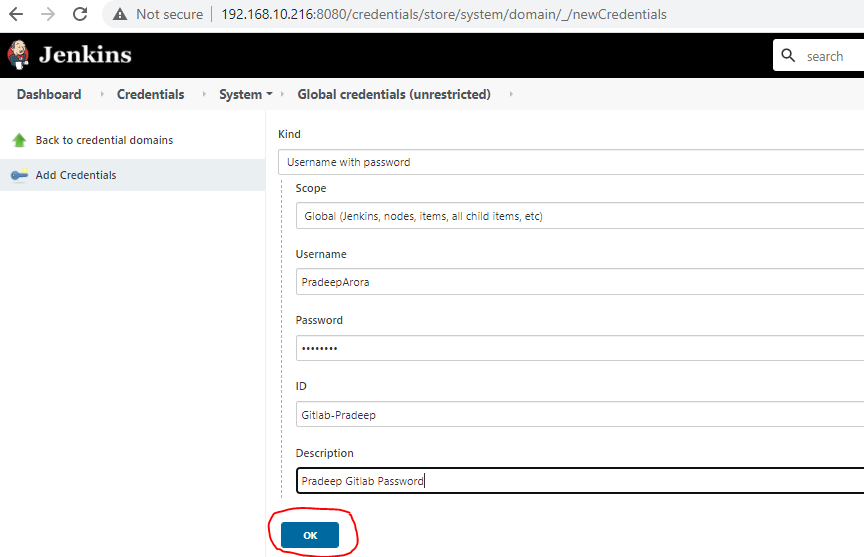 Not secure 192.168.10.216:8080/credentials/store/system/domain/_/newCredentials
Jenkins search
Dashboard Credentials System Global credentials (unrestricted)
Back to credential domains
Add Credentials
Kind
Username with password
Scope
Global (Jenkins, nodes, items, all child items, etc)
Username
PradeepArora
Password
••••••••
ID
Gitlab-Pradeep
Description
Pradeep Gitlab Password
OK